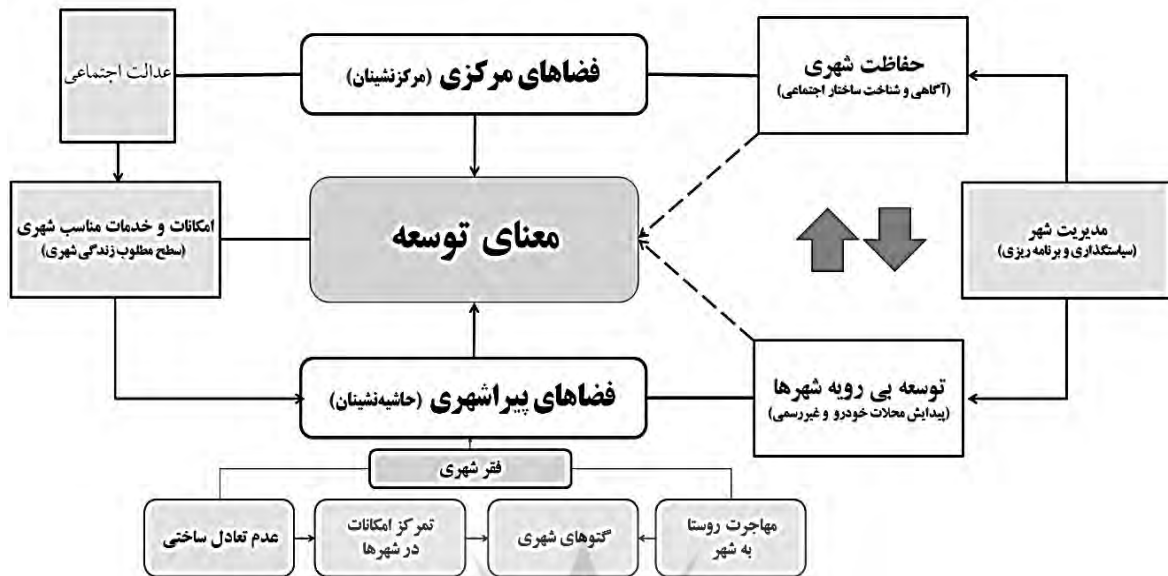 عدالت اجتماعی
فضاهای مرکزی (مرکزنشینان)
حفاظت شهری
(آگاهی و شناخت ساختار اجتماعی)
امکانات و خدمات مناسب شهری
(سطح مطلوب زندگی شهری)
معنای توسعه
مدیریت شهر
(سیاستگذاری و برنامه ریزی)
فضاهای پیراشهری (حاشیه‌نشینان)
توسعه بی رویه شهرها
(پیدایش محلات خودرو و غیررسمی)
فقر شهری
مهاجرت روستا
به شهر
گتوهای شهری
تمرکز امکانات
در شهرها
عدم تعادل ساختی